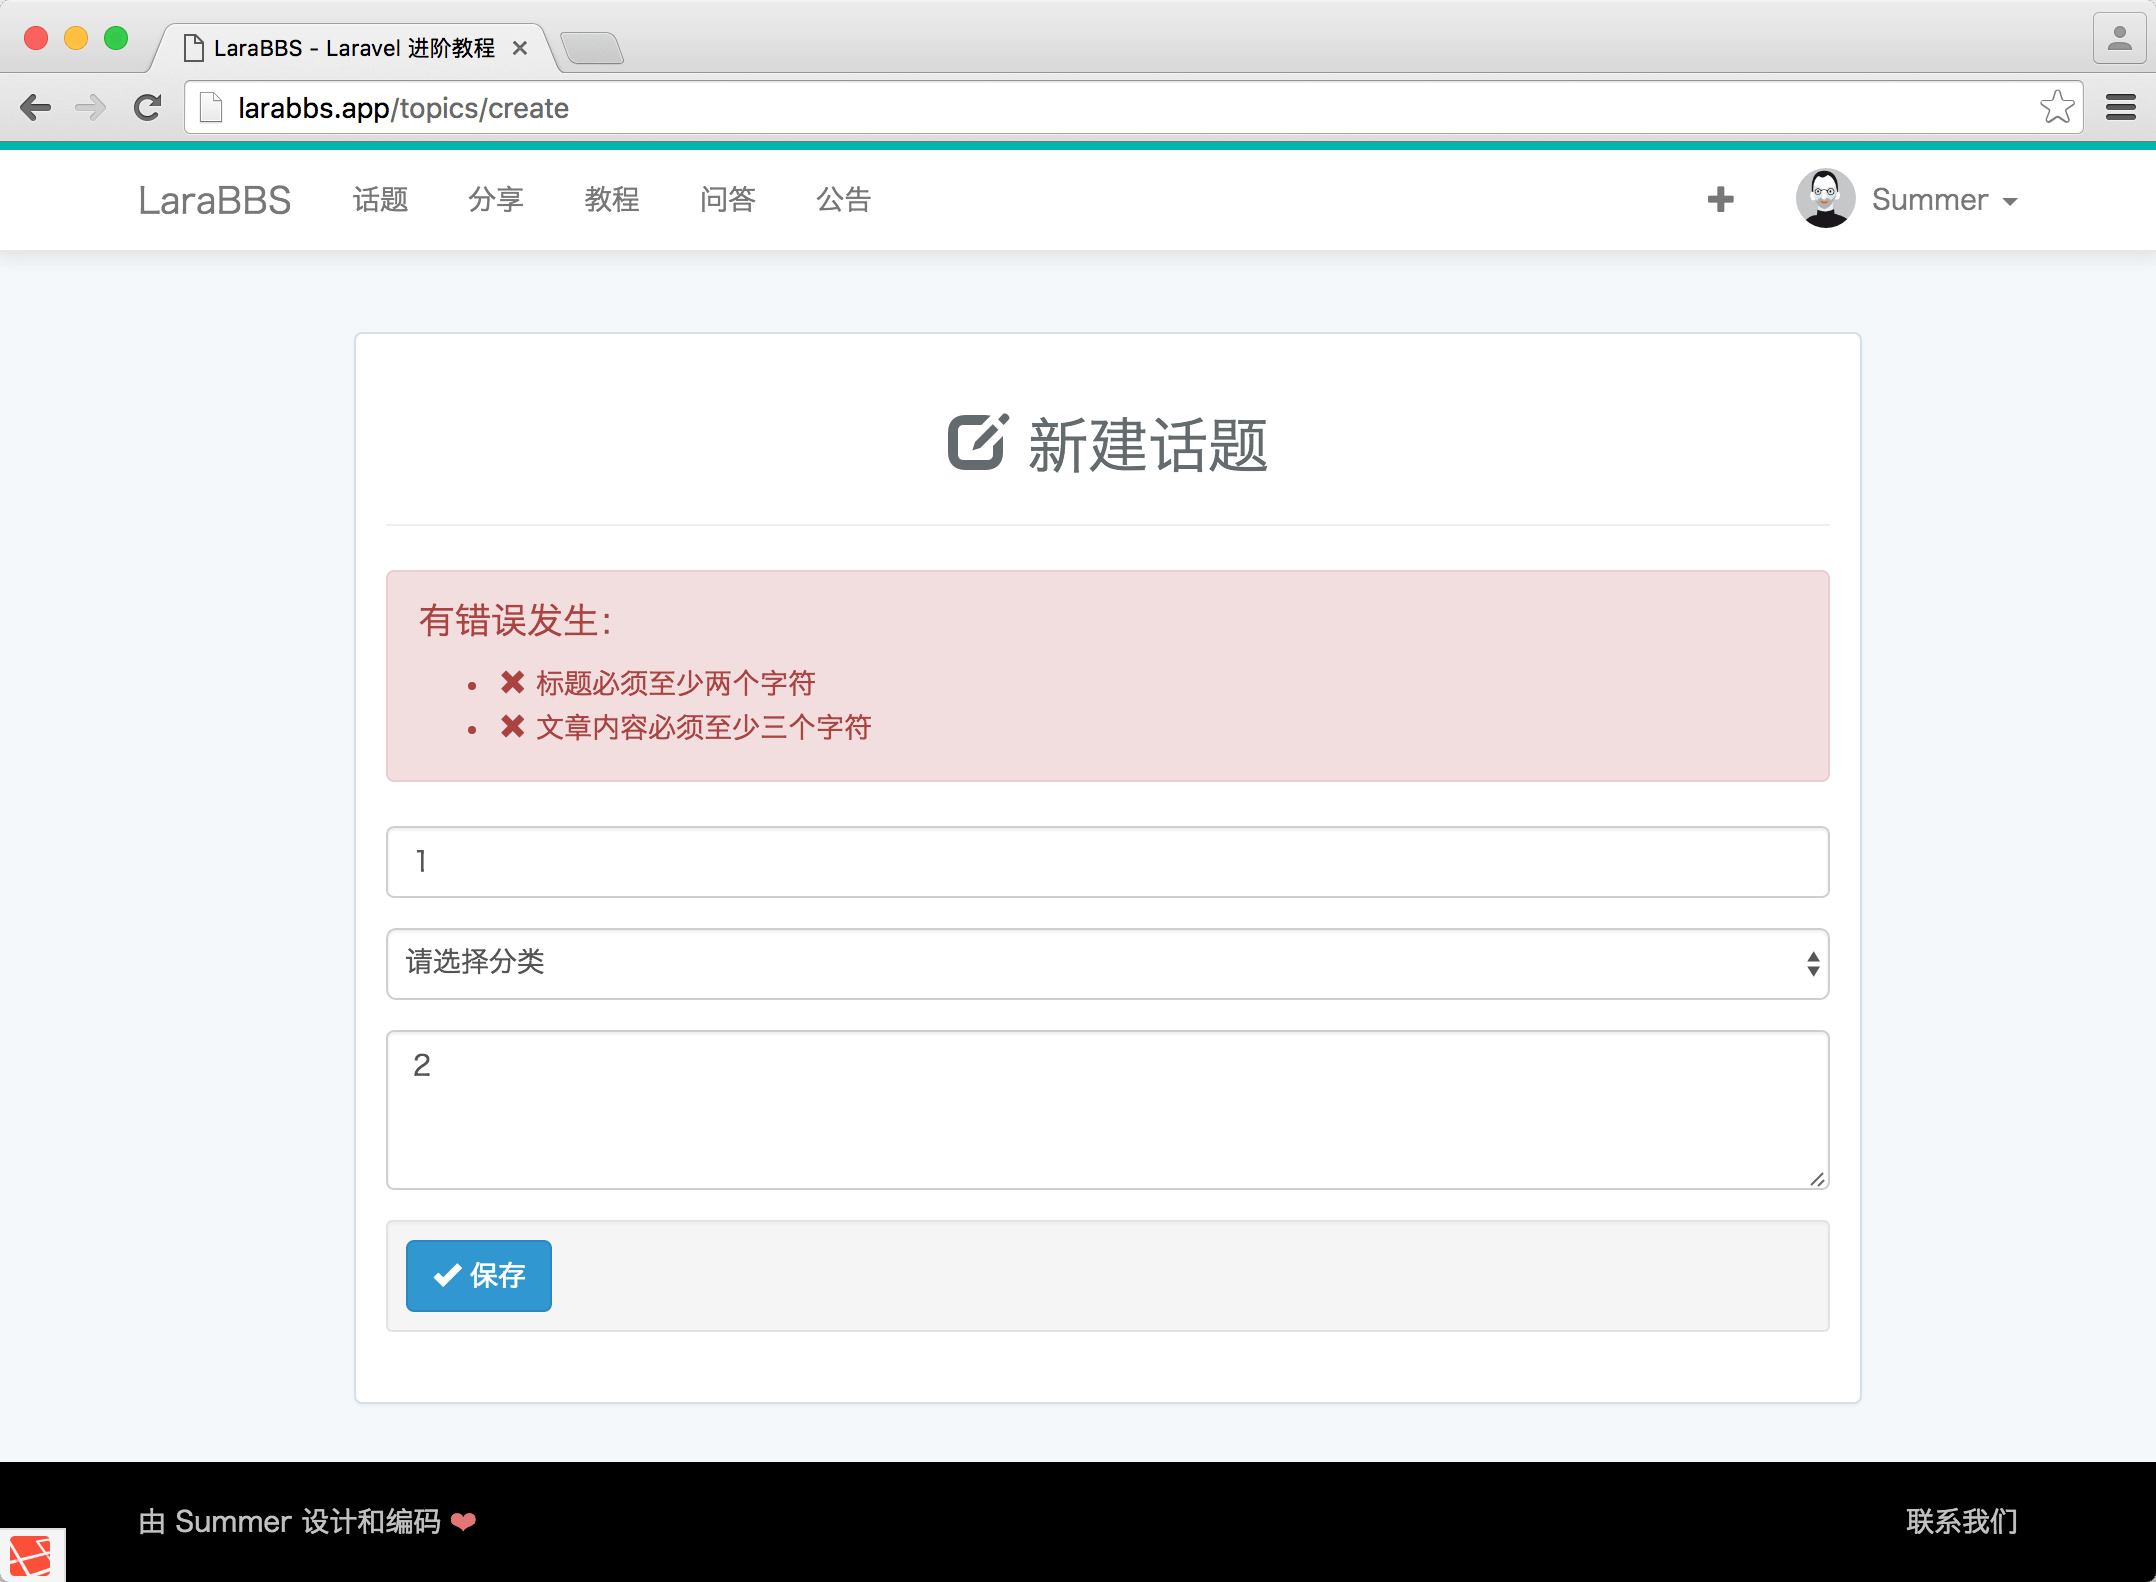 LaraBBS - Laravel 进阶教程
larabbs.app/topics/create
LaraBBS 话题 分享 教程 问答 公告 Summer
新建话题
有错误发生：
标题必须至少两个字符
文章内容必须至少三个字符
1
请选择分类
2
保存
由 Summer 设计和编码 ❤
联系我们